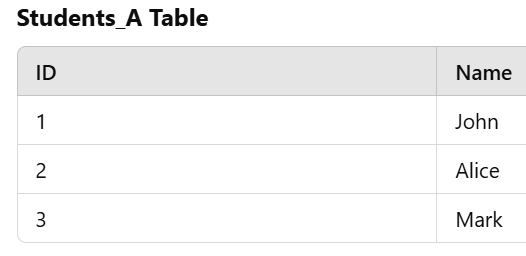 Students_A Table
ID Name
1 John
2 Alice
3 Mark